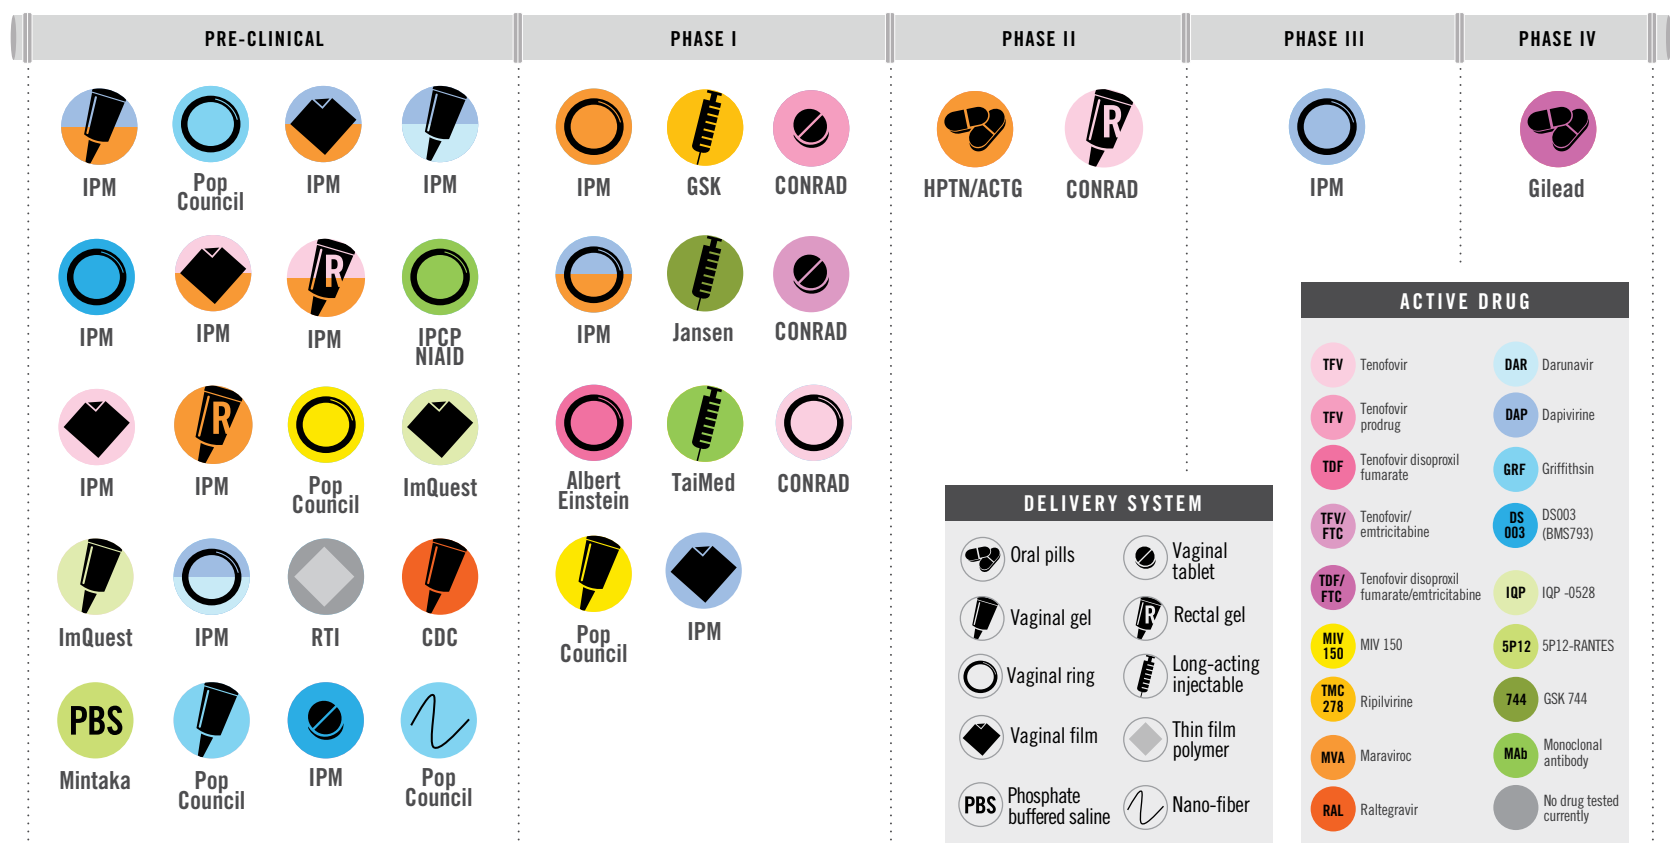 PRE-CLINICAL
PHASE I
PHASE II
PHASE III
PHASE IV
IPM
Pop
Council
IPM
IPM
IPM
GSK
CONRAD
HPTN/ACTG
R
CONRAD
IPM
Gilead
IPM
IPM
R
IPM
IPCP
NIAID
IPM
Jansen
CONRAD
IPM
R
IPM
Pop
Council
ImQuest
Albert
Einstein
TaiMed
CONRAD
ImQuest
IPM
RTI
CDC
Pop
Council
IPM
PBS
Mintaka
Pop
Council
IPM
Pop
Council
DELIVERY SYSTEM
Oral pills
Vaginal
tablet
Vaginal gel
R
Rectal gel
Vaginal ring
Long-acting
injectable
Vaginal film
Thin film
polymer
PBS
Phosphate
buffered saline
Nano-fiber
ACTIVE DRUG
TFV
Tenofovir
DAR
Darunavir
TFV
Tenofovir
prodrug
DAP
Dapivirine
TDF
Tenofovir disoproxil
fumarate
GRF
Griffithsin
TFV/
FTC
Tenofovir/
emtricitabine
DS
003
DS003
(BMS793)
TDF/
FTC
Tenofovir disoproxil
fumarate/emtricitabine
IQP
IQP -0528
MIV
150
MIV 150
5P12
5P12-RANTES
TMC
278
Ripilvirine
744
GSK 744
MVA
Maraviroc
MAb
Monoclonal
antibody
RAL
Raltegravir
No drug tested
currently